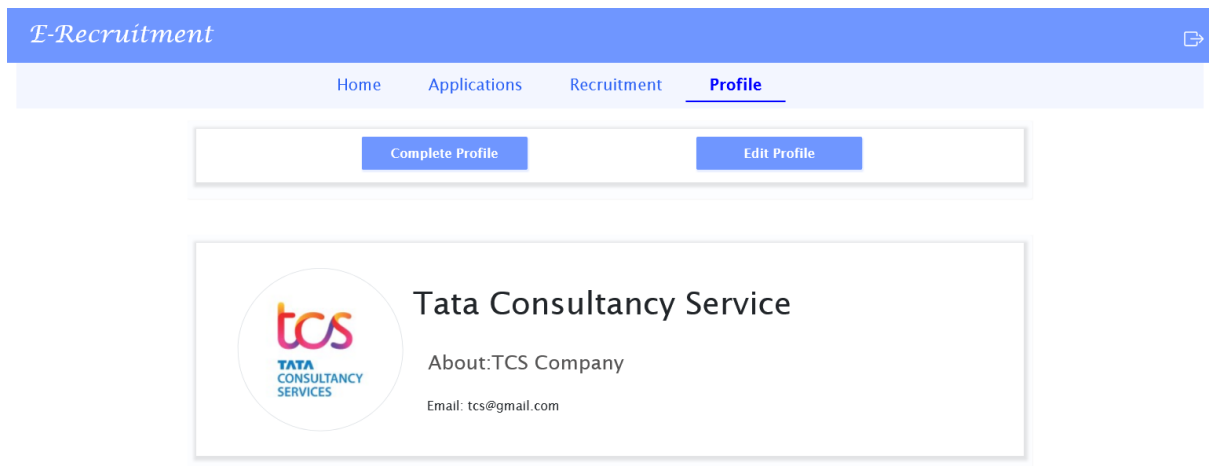 E-Recruitment
Home Applications Recruitment Profile
Complete Profile Edit Profile
tcs
TATA
CONSULTANCY
SERVICES
Tata Consultancy Service
About:TCS Company
Email: tcs@gmail.com